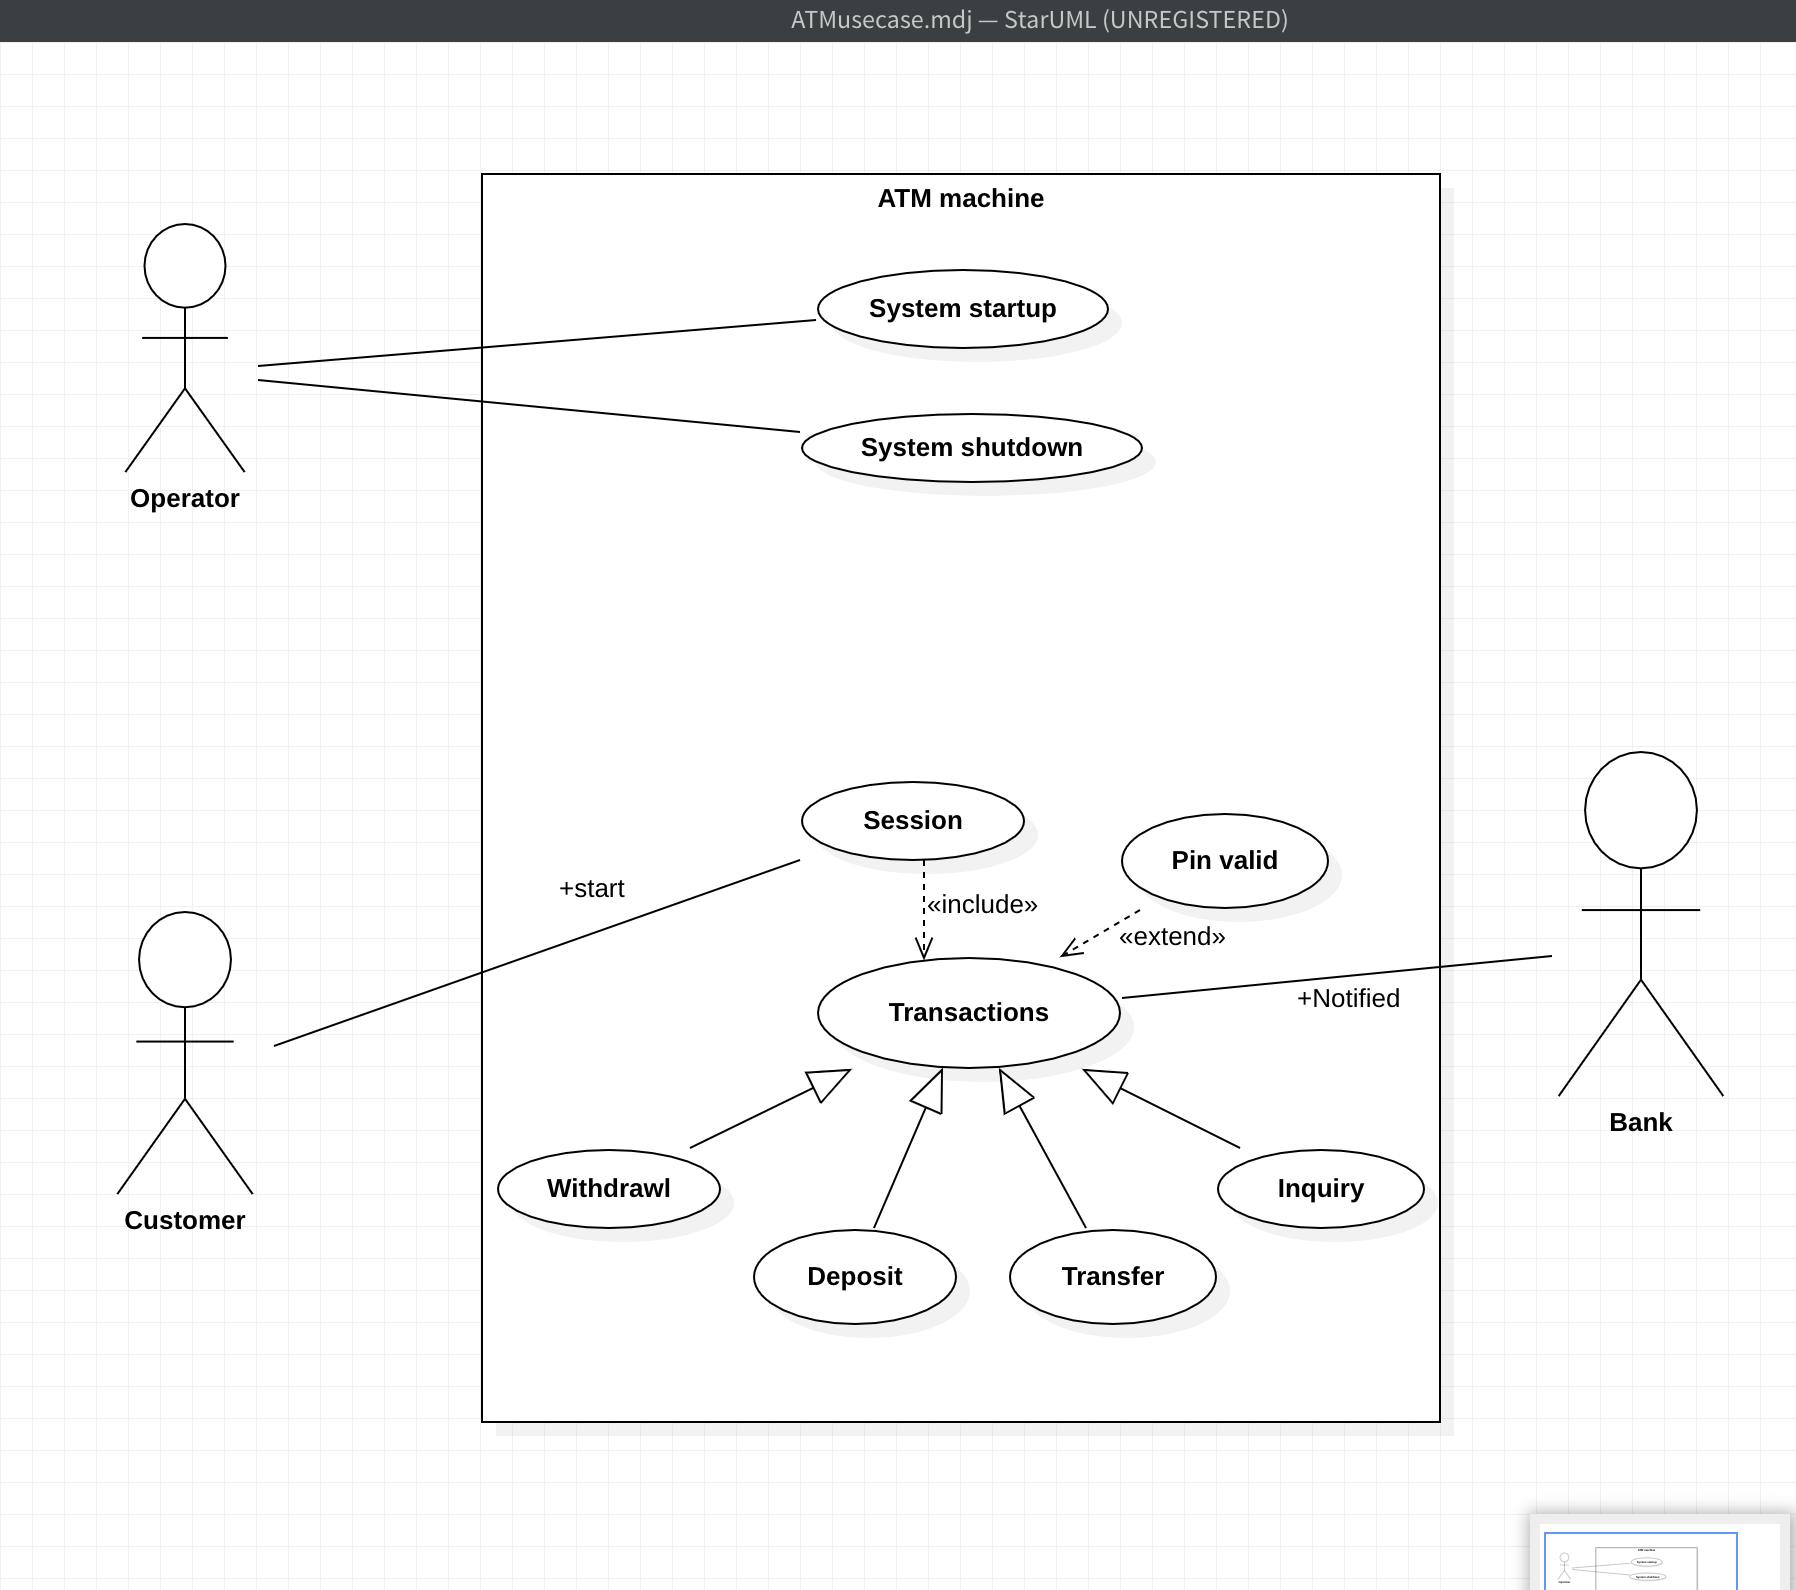 ATMusecase.mdj — StarUML (UNREGISTERED)
ATM machine
System startup
System shutdown
Operator
Session
Pin valid
+start
«include»
«extend»
Transactions
+Notified
Bank
Withdrawl
Inquiry
Customer
Deposit
Transfer